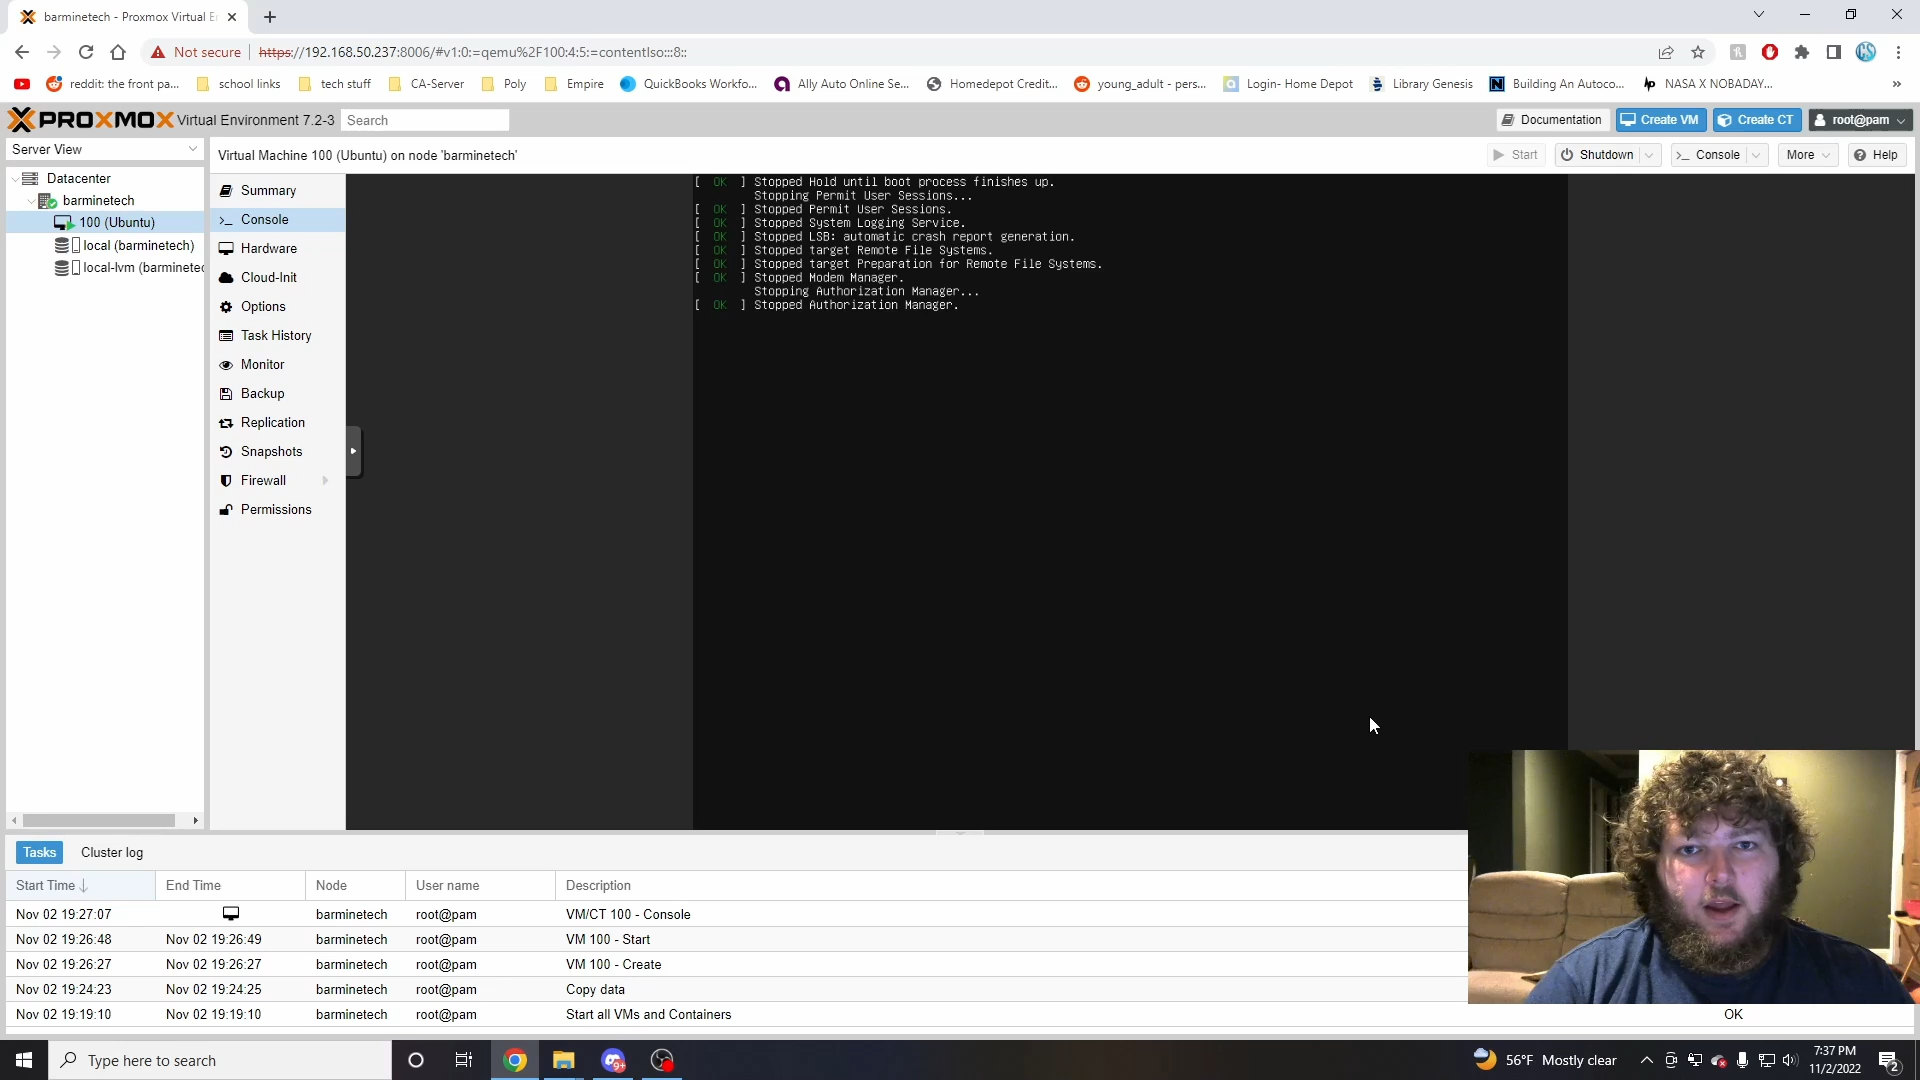 barminetech - Proxmox Virtual Er
Not secure https://192.168.50.237:8006/#v1:0:=qemu%2F100:4:5:=contentIso:::8::
reddit: the front pa... school links tech stuff CA-Server Poly Empire QuickBooks Workfo... Ally Auto Online Se... Homedepot Credit... young_adult - pers... Login- Home Depot Library Genesis Building An Autoco... NASA X NOBADAY... »
PROXMOX Virtual Environment 7.2-3 Search Documentation Create VM Create CT root@pam
Server View
Virtual Machine 100 (Ubuntu) on node 'barminetech' Start Shutdown Console More Help
Datacenter
barminetech
100 (Ubuntu)
local (barminetech)
local-lvm (barminetec
Summary
Console
Hardware
Cloud-Init
Options
Task History
Monitor
Backup
Replication
Snapshots
Firewall
Permissions
[ OK ] Stopped Hold until boot process finishes up.
Stopping Permit User Sessions...
[ OK ] Stopped Permit User Sessions.
[ OK ] Stopped System Logging Service.
[ OK ] Stopped LSB: automatic crash report generation.
[ OK ] Stopped target Remote File Systems.
[ OK ] Stopped target Preparation for Remote File Systems.
[ OK ] Stopped Modem Manager.
Stopping Authorization Manager...
[ OK ] Stopped Authorization Manager.
Tasks Cluster log
Start Time End Time Node User name Description
Nov 02 19:27:07 barminetech root@pam VM/CT 100 - Console
Nov 02 19:26:48 Nov 02 19:26:49 barminetech root@pam VM 100 - Start
Nov 02 19:26:27 Nov 02 19:26:27 barminetech root@pam VM 100 - Create
Nov 02 19:24:23 Nov 02 19:24:25 barminetech root@pam Copy data
Nov 02 19:19:10 Nov 02 19:19:10 barminetech root@pam Start all VMs and Containers OK
Type here to search 9+ 56°F Mostly clear 7:37 PM
11/2/2022 2